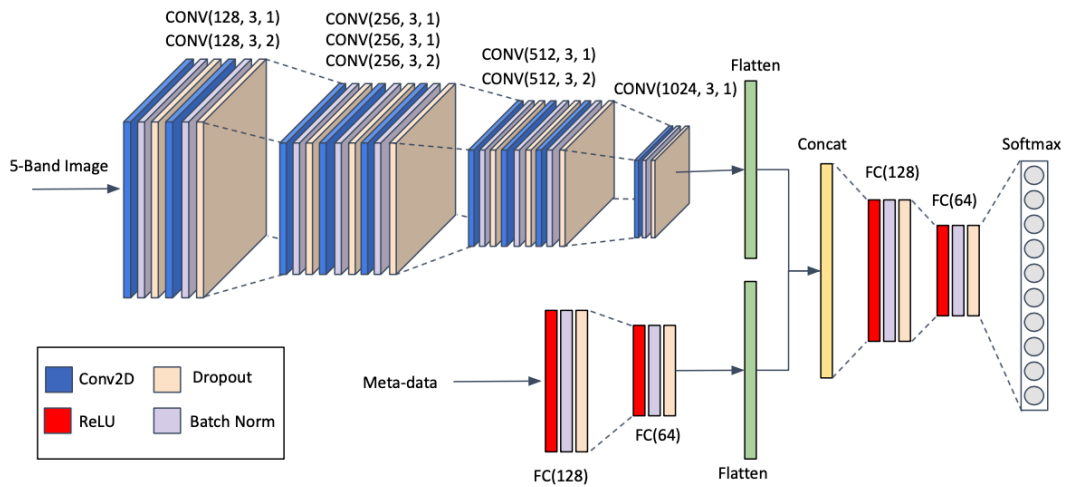 CONV(128, 3, 1)
CONV(128, 3, 2)
CONV(256, 3, 1)
CONV(256, 3, 1)
CONV(256, 3, 2)
CONV(512, 3, 1)
CONV(512, 3, 2)
CONV(1024, 3, 1)
Flatten
Concat
Softmax
FC(128)
FC(64)
5-Band Image
Meta-data
FC(128)
FC(64)
Flatten
Conv2D
Dropout
ReLU
Batch Norm